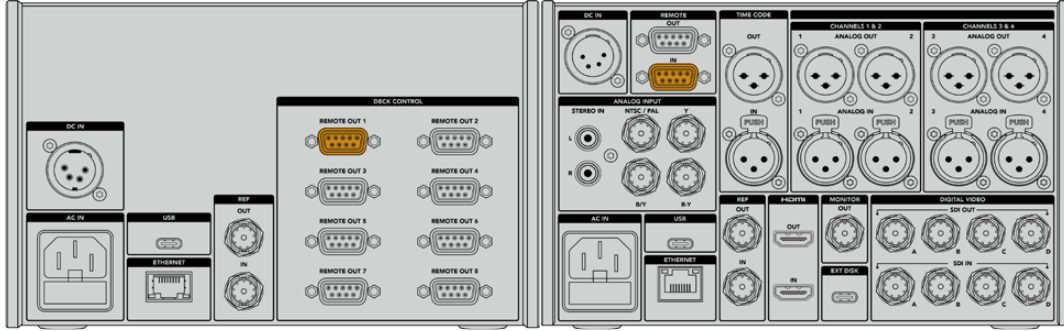 DECK CONTROL
REMOTE OUT 1 REMOTE OUT 2
DC IN
REMOTE OUT 3 REMOTE OUT 4
REF
OUT
AC IN USB
REMOTE OUT 5 REMOTE OUT 6
ETHERNET
IN
REMOTE OUT 7 REMOTE OUT 8
DC IN REMOTE TIME CODE
OUT
CHANNELS 1 & 2 CHANNELS 3 & 4
OUT 1 ANALOG OUT 2 3 ANALOG OUT 4
IN
ANALOG INPUT
STEREO IN NTSC / PAL Y
IN 1 ANALOG IN 2 3 ANALOG IN 4
PUSH PUSH PUSH PUSH PUSH
L
R
B/Y B-Y
REF HDMI MONITOR DIGITAL VIDEO
OUT OUT SDI OUT
AC IN USB
OUT
A B C D
ETHERNET
IN EXT DISK SDI IN
IN
A B C D